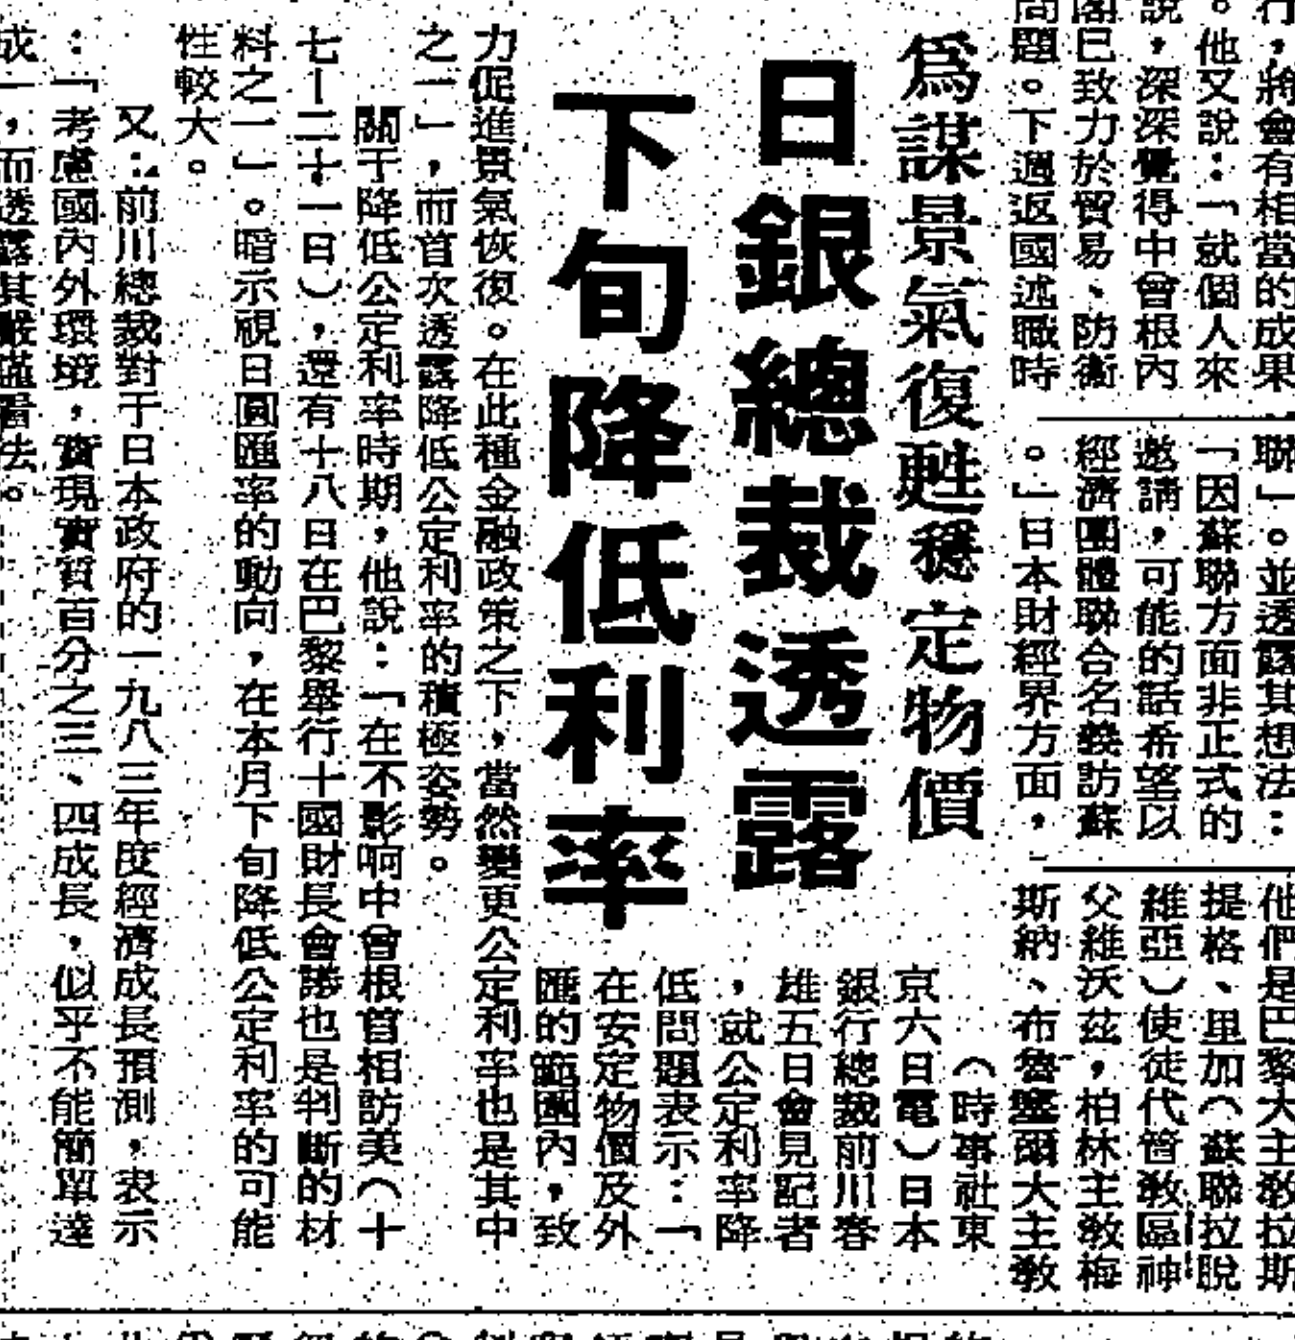 行，將會有相當的成果
。他又說：「就個人來
說，深深覺得中曾根內
閣已致力於貿易、防衞
問題。下週返國述職時
聯」。並透露其想法：
「因蘇聯方面非正式的
邀請，可能的話希望以
經濟團體聯合名義訪蘇
。」日本財經界方面，
他們是巴黎大主教拉斯
提格、里加（蘇聯拉脫
維亞）使徒代管教區神
父維沃茲，柏林主教梅
斯納、布魯塞爾大主教
爲謀景氣復甦穩定物價
日銀總裁透露
下旬降低利率
（時事社東
京六日電）日本
銀行總裁前川春
雄五日會見記者
，就公定利率降
低問題表示：「
在安定物價及外
匯的範圍內，致
力促進景氣恢復。在此種金融政策之下，當然變更公定利率也是其中
之一」，而首次透露降低公定利率的積極姿勢。
關于降低公定利率時期，他說：「在不影响中曾根首相訪美（十
七—二十一日），還有十八日在巴黎舉行十國財長會議也是判斷的材
料之一」。暗示視日圓匯率的動向，在本月下旬降低公定利率的可能
性較大。
又：前川總裁對于日本政府的一九八三年度經濟成長預測，表示
：「考慮國內外環境，實現實質百分之三、四成長，似乎不能簡單達
成一，而透露其嚴謹看法。